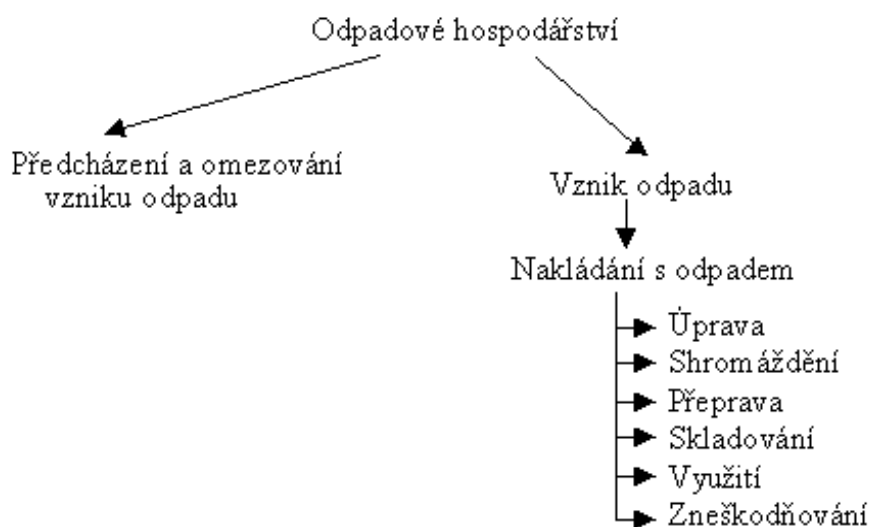 Odpadové hospodářství
Předcházení a omezování
vzniku odpadu
Vznik odpadu
Nakládání s odpadem
Úprava
Shromáždění
Přeprava
Skladování
Využití
Zneškodňování